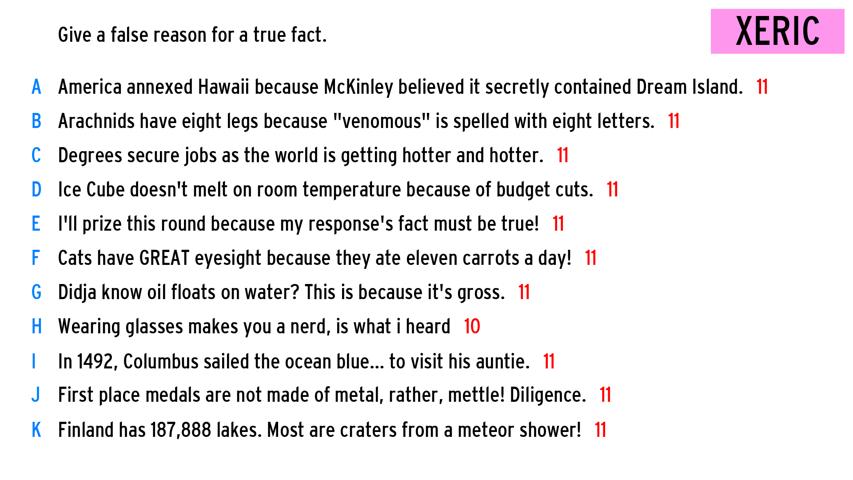 Give a false reason for a true fact.
XERIC
A America annexed Hawaii because McKinley believed it secretly contained Dream Island. 11
B Arachnids have eight legs because "venomous" is spelled with eight letters. 11
C Degrees secure jobs as the world is getting hotter and hotter. 11
D Ice Cube doesn't melt on room temperature because of budget cuts. 11
E I'll prize this round because my response's fact must be true! 11
F Cats have GREAT eyesight because they ate eleven carrots a day! 11
G Didja know oil floats on water? This is because it's gross. 11
H Wearing glasses makes you a nerd, is what i heard 10
I In 1492, Columbus sailed the ocean blue... to visit his auntie. 11
J First place medals are not made of metal, rather, mettle! Diligence. 11
K Finland has 187,888 lakes. Most are craters from a meteor shower! 11